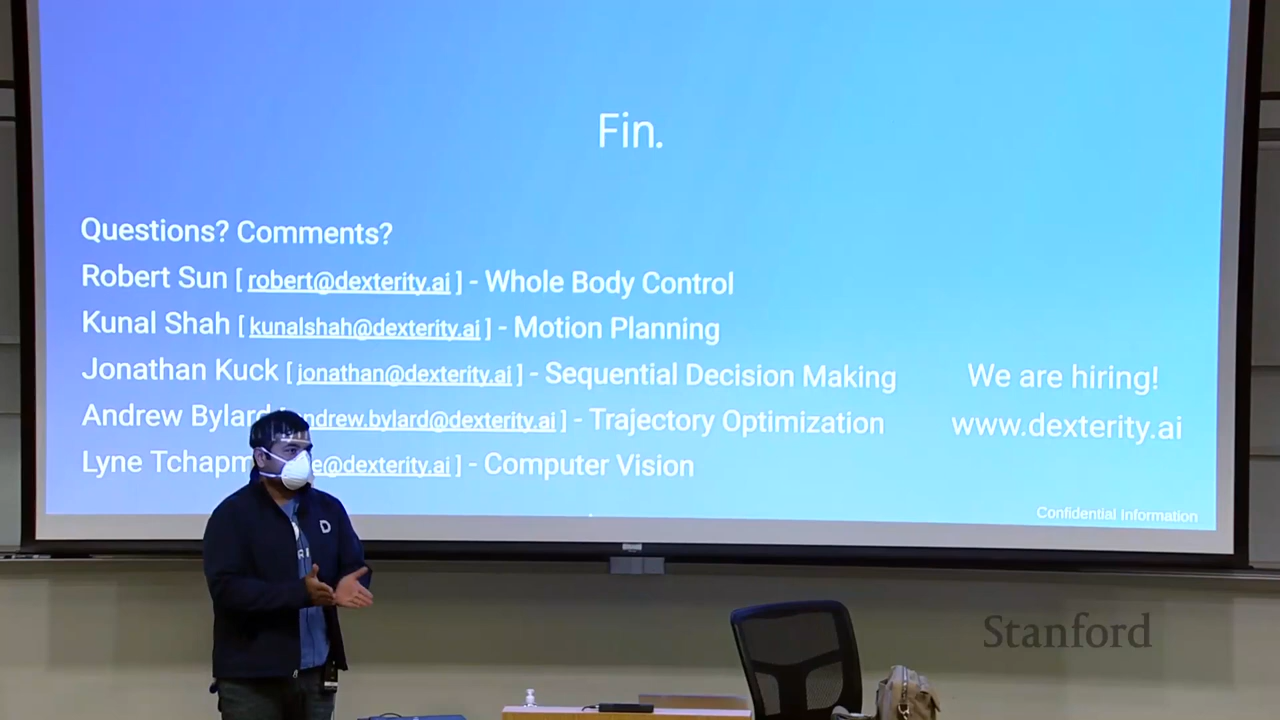 Fin.
Questions? Comments?
Robert Sun [ robert@dexterity.ai ] - Whole Body Control
Kunal Shah [ kunalshah@dexterity.ai ] - Motion Planning
Jonathan Kuck [ jonathan@dexterity.ai ] - Sequential Decision Making
Andrew Bylard andrew.bylard@dexterity.ai ] - Trajectory Optimization
Lyne e@dexterity.ai ] - Computer Vision
We are hiring!
www.dexterity.ai
Confidential Information
D
Stanford